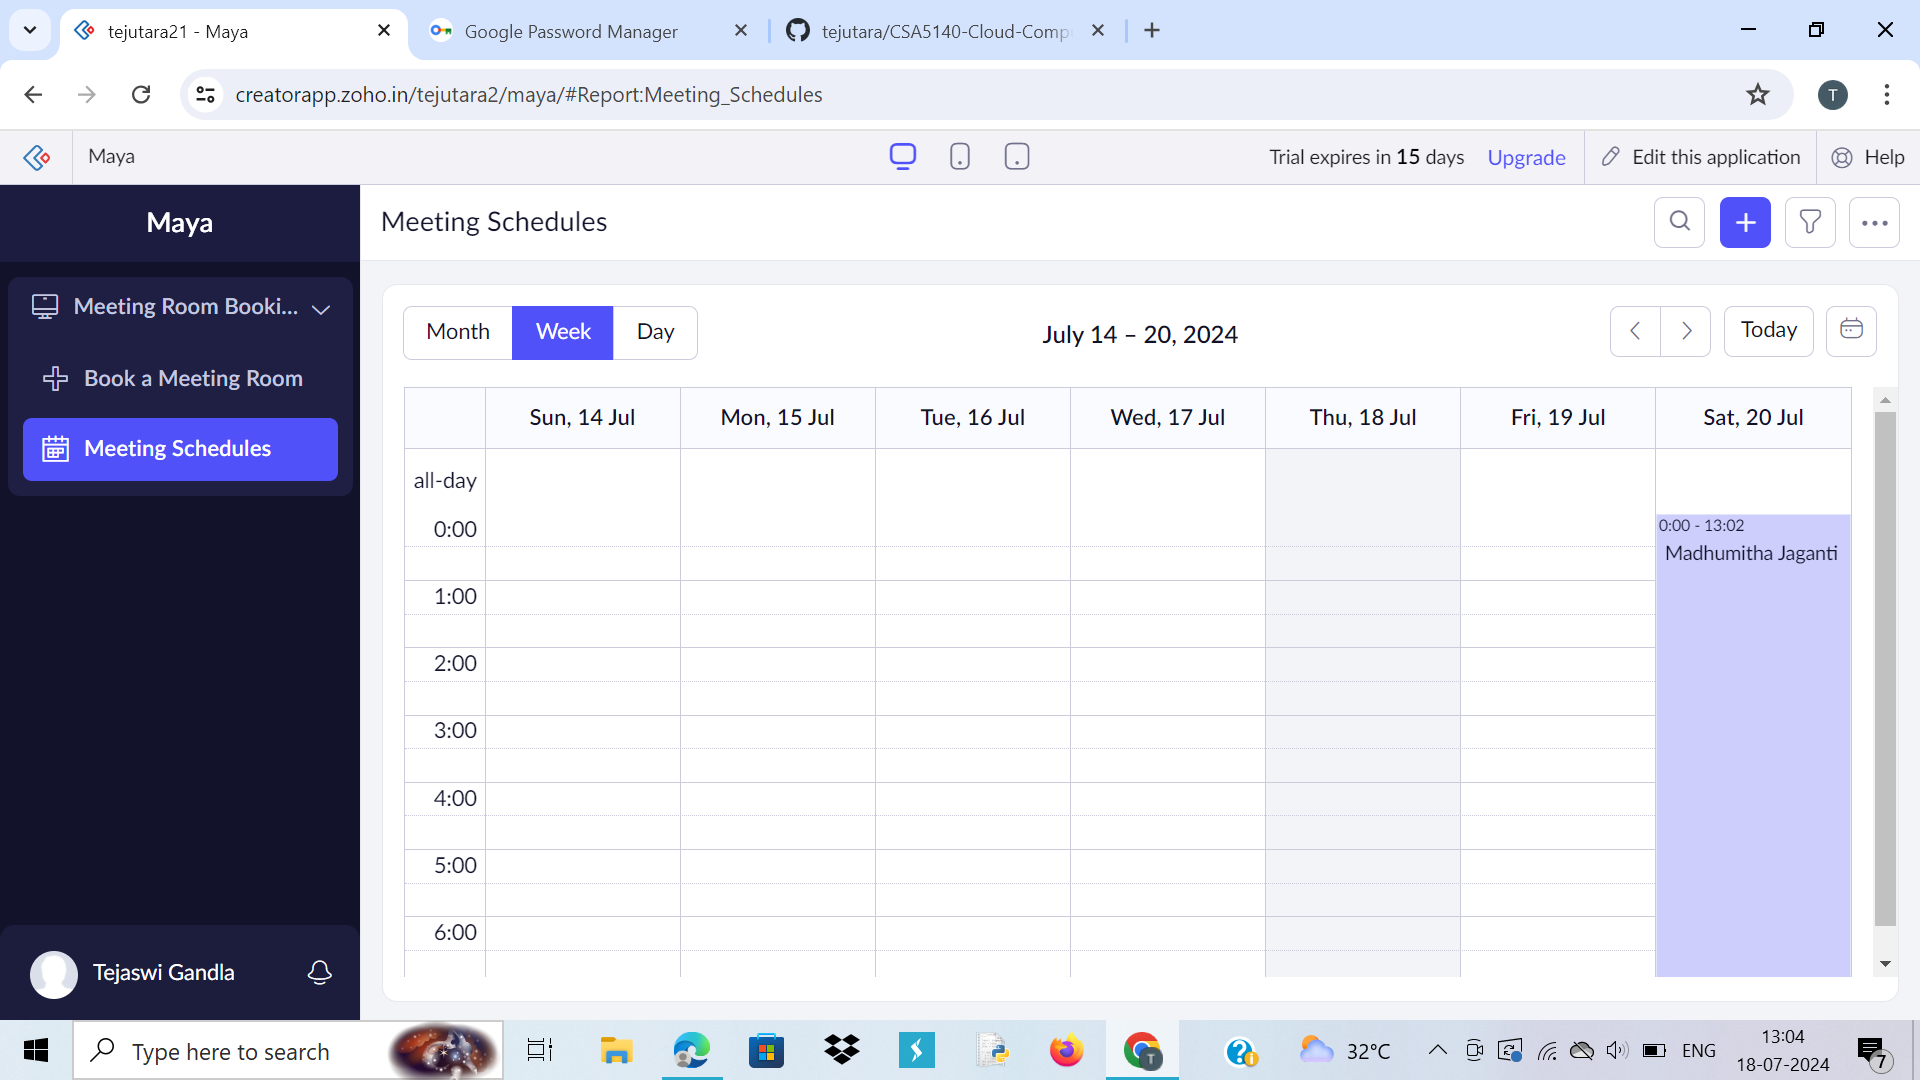 tejutara21 - Maya
Google Password Manager
tejutara/CSA5140-Cloud-Comp
creatorapp.zoho.in/tejutara2/maya/#Report:Meeting_Schedules
T
Maya
Trial expires in 15 days
Upgrade
Edit this application
Help
Maya
Meeting Schedules
Meeting Room Booki...
Book a Meeting Room
Meeting Schedules
Month
Week
Day
July 14 – 20, 2024
Today
Sun, 14 Jul
Mon, 15 Jul
Tue, 16 Jul
Wed, 17 Jul
Thu, 18 Jul
Fri, 19 Jul
Sat, 20 Jul
all-day
0:00
1:00
2:00
3:00
4:00
5:00
6:00
0:00 - 13:02
Madhumitha Jaganti
Tejaswi Gandla
Type here to search
T
32°C
ENG
13:04
18-07-2024
7